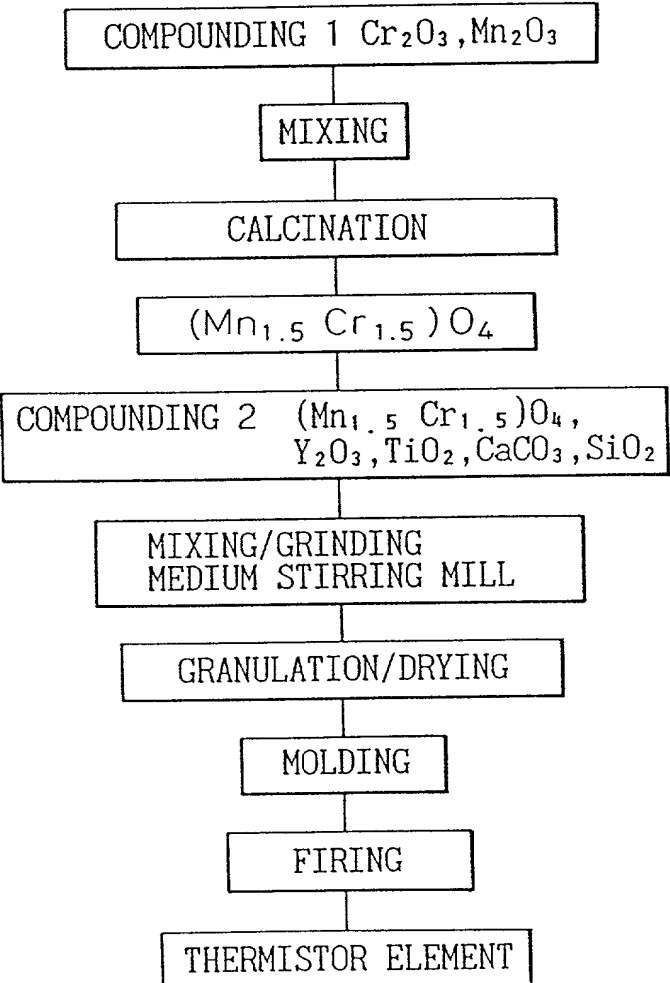 COMPOUNDING 1 Cr₂O₃,Mn₂O₃
MIXING
CALCINATION
(Mn₁.₅ Cr₁.₅)O₄
COMPOUNDING 2 (Mn₁.₅ Cr₁.₅)O₄,
Y₂O₃,TiO₂,CaCO₃,SiO₂
MIXING/GRINDING
MEDIUM STIRRING MILL
GRANULATION/DRYING
MOLDING
FIRING
THERMISTOR ELEMENT